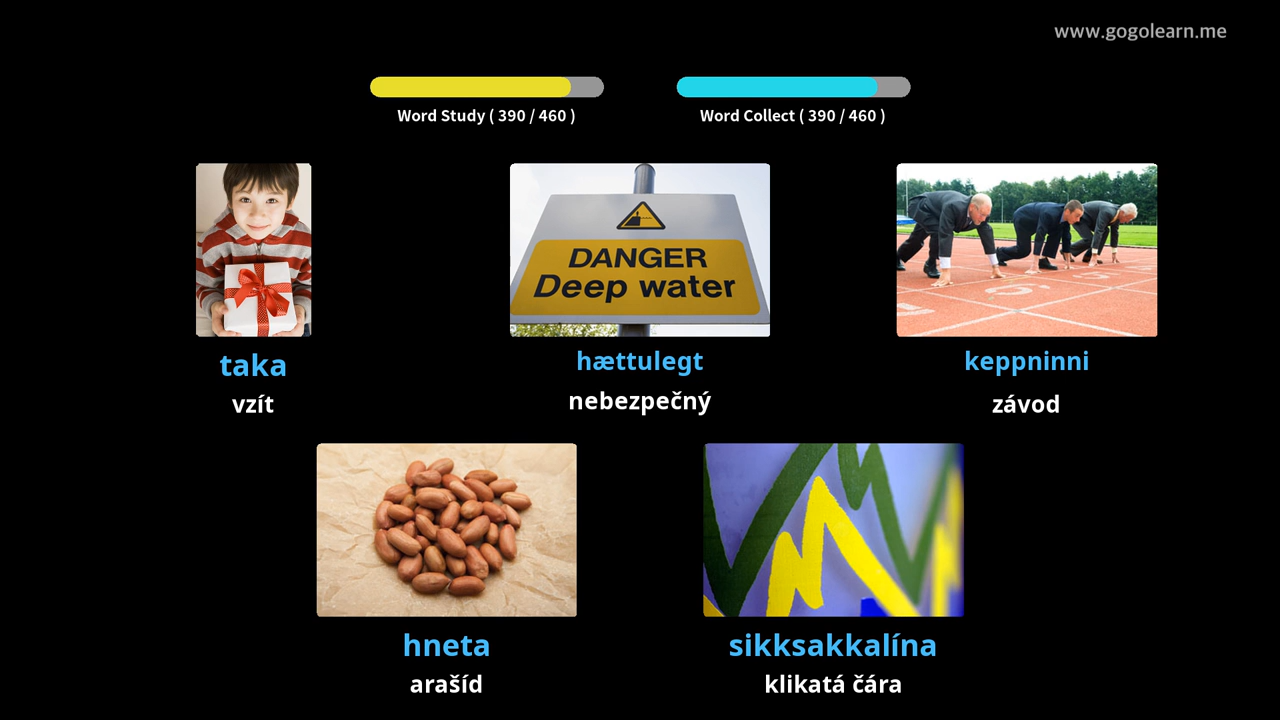 www.gogolearn.me
Word Study ( 390 / 460 )
Word Collect ( 390 / 460 )
DANGER
Deep water
taka
vzít
hættulegt
nebezpečný
keppninni
závod
hneta
arašíd
sikksakkalína
klikatá čára